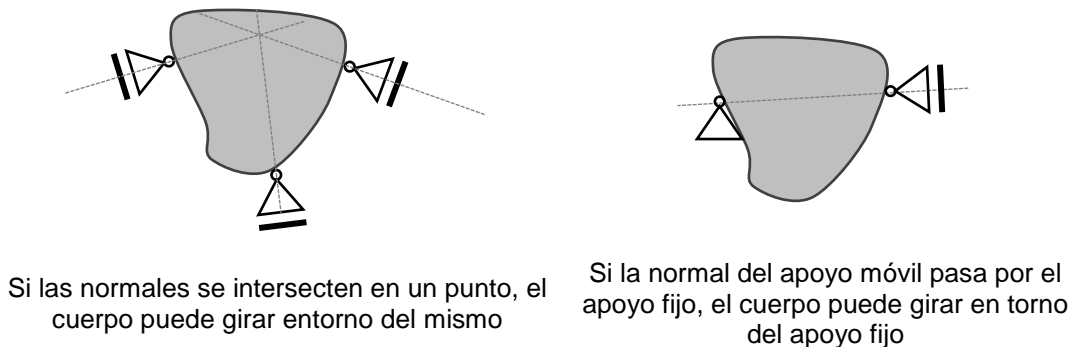 Si las normales se intersecten en un punto, el
cuerpo puede girar entorno del mismo
Si la normal del apoyo móvil pasa por el
apoyo fijo, el cuerpo puede girar en torno
del apoyo fijo